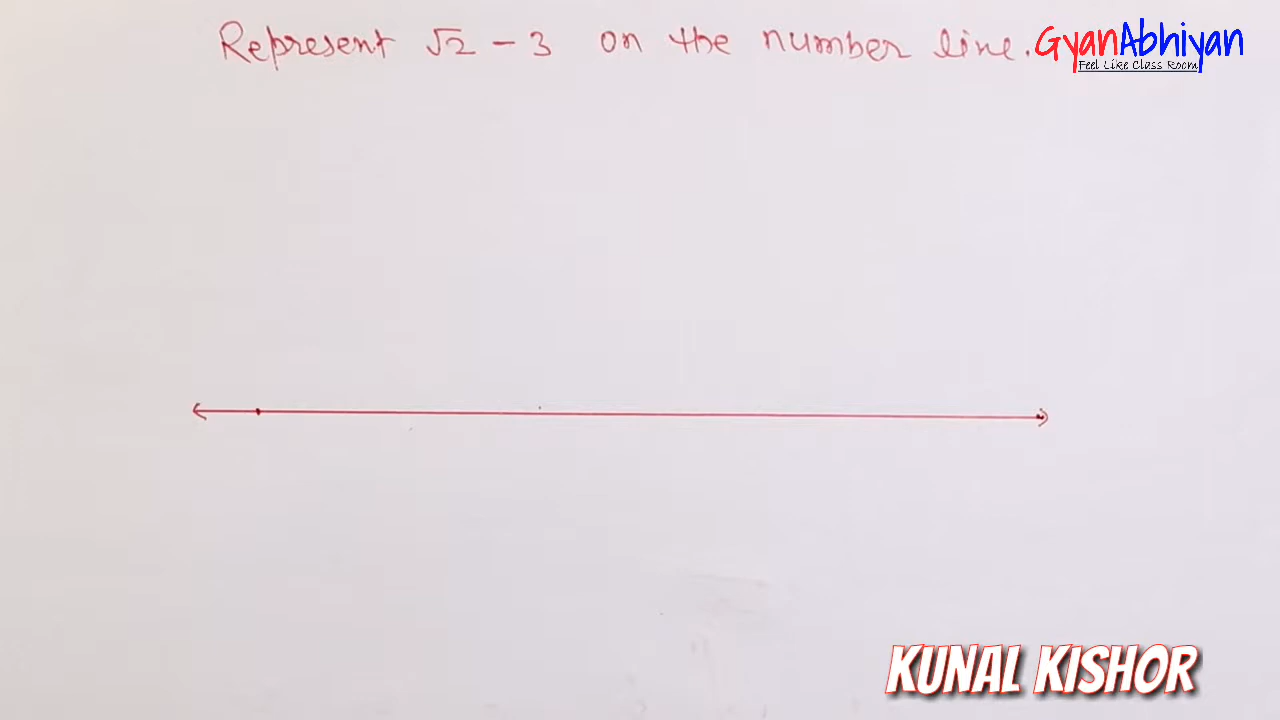 Represent √2 - 3 on the number line.
GyanAbhiyan
Feel Like Class Room
KUNAL KISHOR